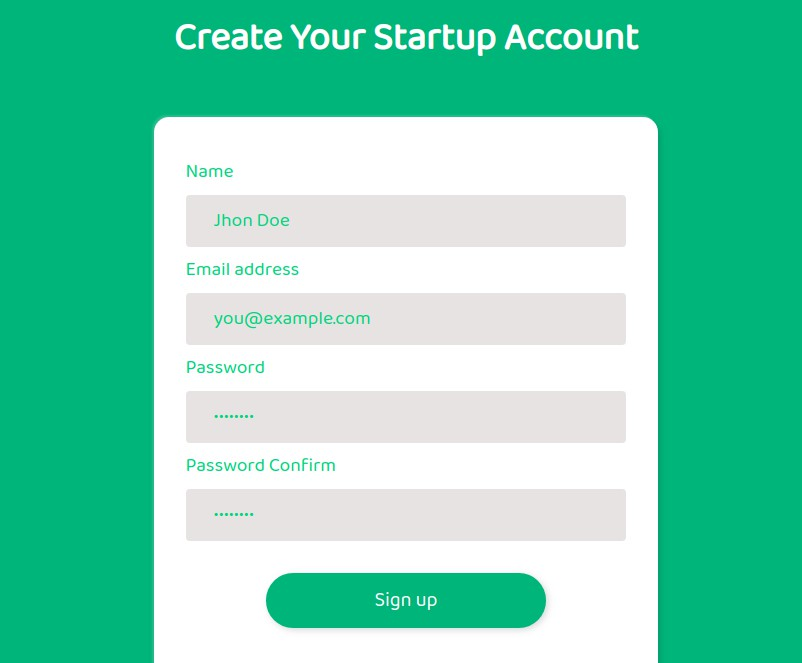 Create Your Startup Account
Name
Jhon Doe
Email address
you@example.com
Password
••••••••
Password Confirm
••••••••
Sign up